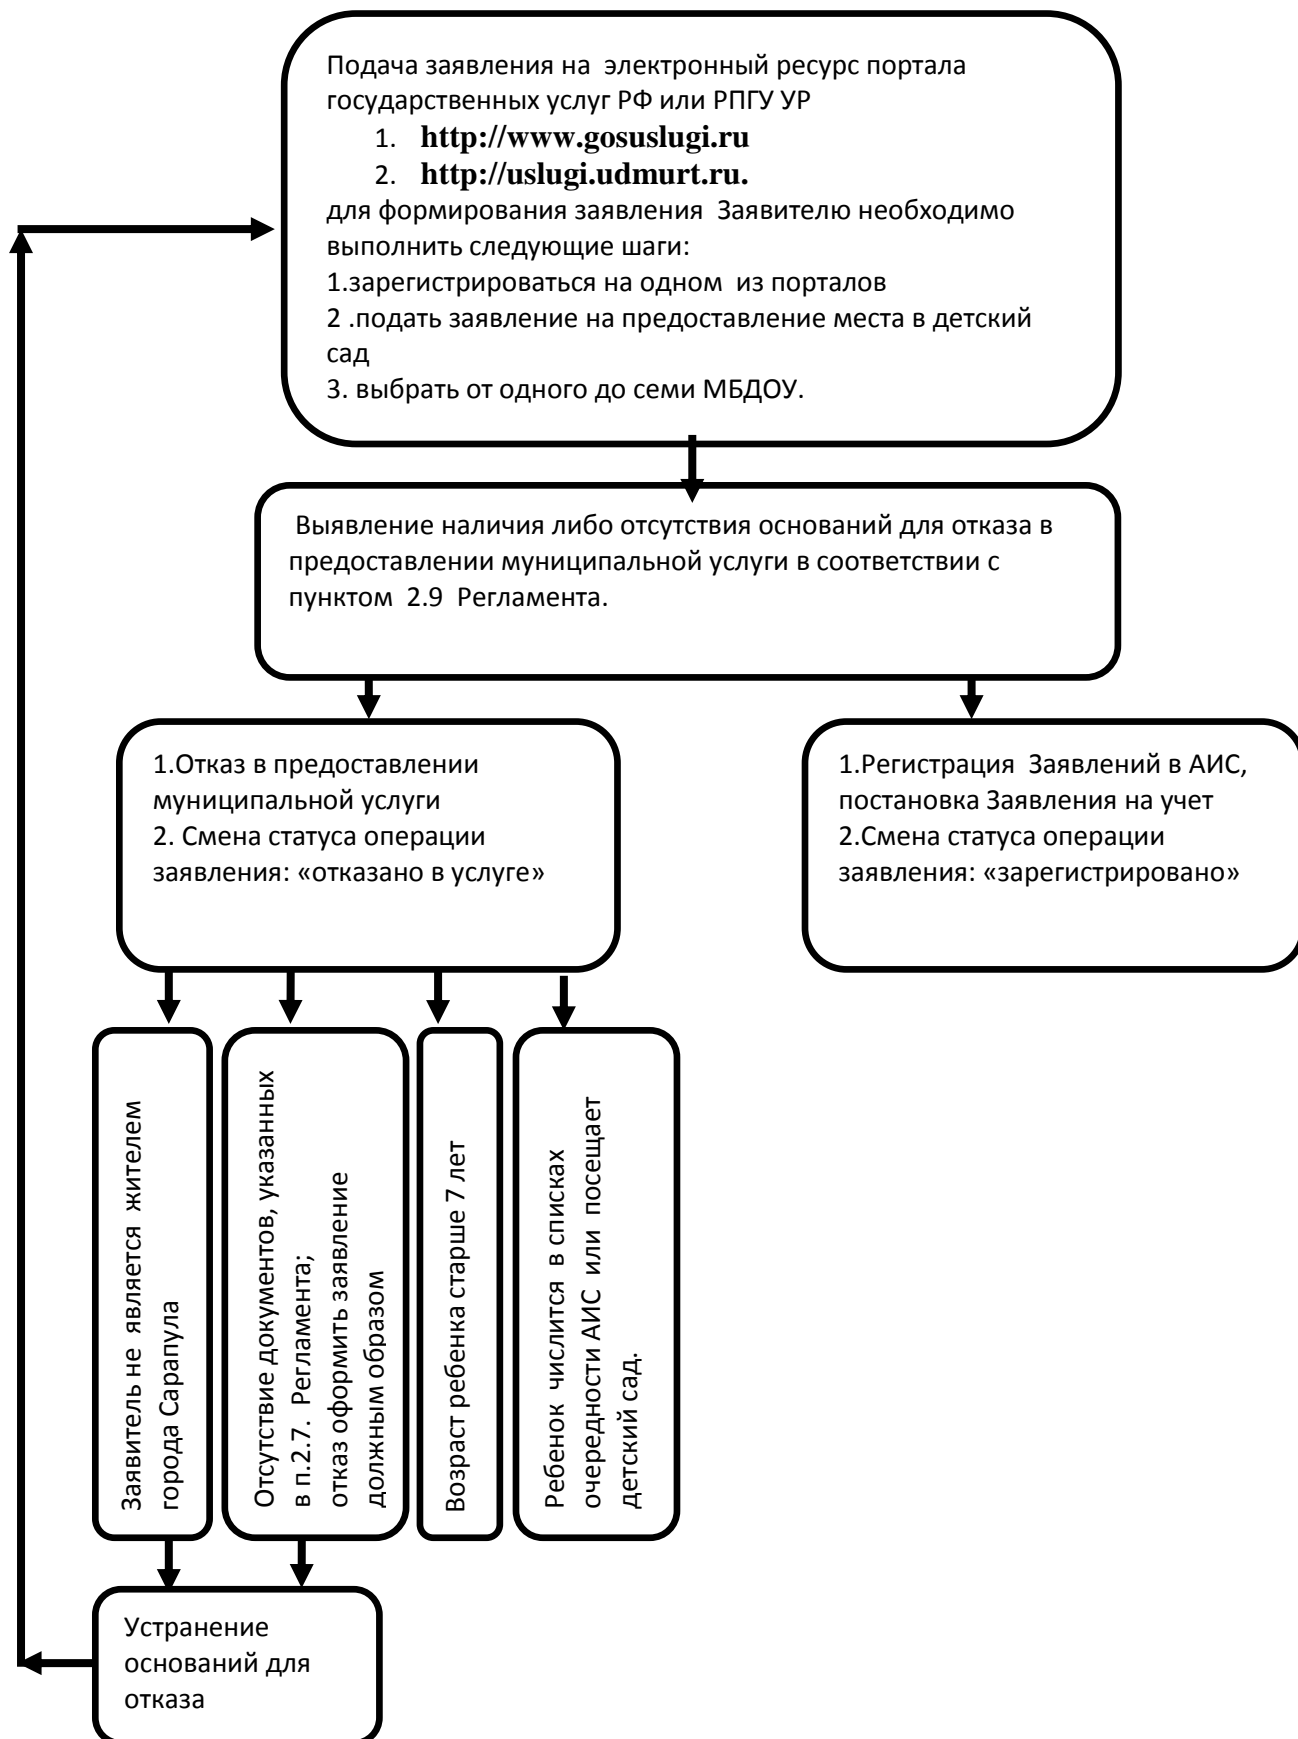 Подача заявления на электронный ресурс портала
государственных услуг РФ или РПГУ УР
1. http://www.gosuslugi.ru
2. http://uslugi.udmurt.ru.
для формирования заявления Заявителю необходимо
выполнить следующие шаги:
1.зарегистрироваться на одном из порталов
2 .подать заявление на предоставление места в детский
сад
3. выбрать от одного до семи МБДОУ.
Выявление наличия либо отсутствия оснований для отказа в
предоставлении муниципальной услуги в соответствии с
пунктом 2.9 Регламента.
1.Отказ в предоставлении
муниципальной услуги
2. Смена статуса операции
заявления: «отказано в услуге»
1.Регистрация Заявлений в АИС,
постановка Заявления на учет
2.Смена статуса операции
заявления: «зарегистрировано»
Заявитель не является жителем
города Сарапула
Отсутствие документов, указанных
в п.2.7. Регламента;
отказ оформить заявление
должным образом
Возраст ребенка старше 7 лет
Ребенок числится в списках
очередности АИС или посещает
детский сад.
Устранение
оснований для
отказа